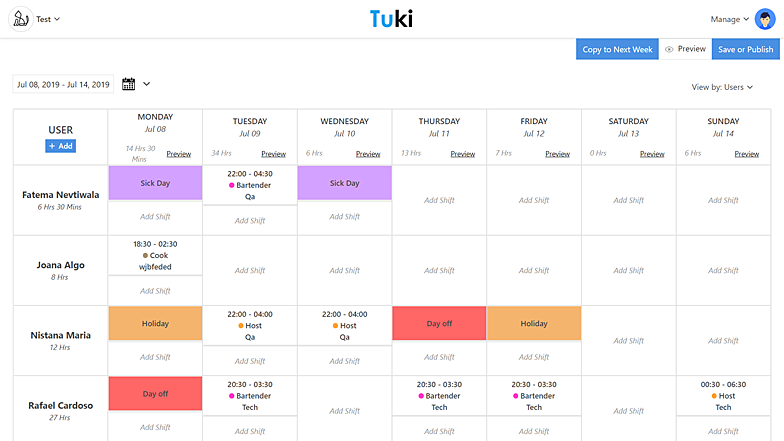 Test
Tuki
Manage
Copy to Next Week
Preview
Save or Publish
Jul 08, 2019 - Jul 14, 2019
View by: Users
USER
+ Add
MONDAY
Jul 08
14 Hrs 30
Mins
Preview
TUESDAY
Jul 09
34 Hrs
Preview
WEDNESDAY
Jul 10
6 Hrs
Preview
THURSDAY
Jul 11
13 Hrs
Preview
FRIDAY
Jul 12
7 Hrs
Preview
SATURDAY
Jul 13
0 Hrs
Preview
SUNDAY
Jul 14
6 Hrs
Preview
Fatema Nevtiwala
6 Hrs 30 Mins
Sick Day
Add Shift
22:00 - 04:30
Bartender
Qa
Add Shift
Sick Day
Add Shift
Add Shift
Add Shift
Add Shift
Add Shift
Joana Algo
8 Hrs
18:30 - 02:30
Cook
wjbfeded
Add Shift
Add Shift
Add Shift
Add Shift
Add Shift
Add Shift
Add Shift
Nistana Maria
12 Hrs
Holiday
Add Shift
22:00 - 04:00
Host
Qa
Add Shift
22:00 - 04:00
Host
Qa
Add Shift
Day off
Add Shift
Holiday
Add Shift
Add Shift
Add Shift
Rafael Cardoso
27 Hrs
Day off
Add Shift
20:30 - 03:30
Bartender
Tech
Add Shift
Add Shift
20:30 - 03:30
Bartender
Tech
Add Shift
20:30 - 03:30
Bartender
Tech
Add Shift
Add Shift
00:30 - 06:30
Host
Tech
Add Shift